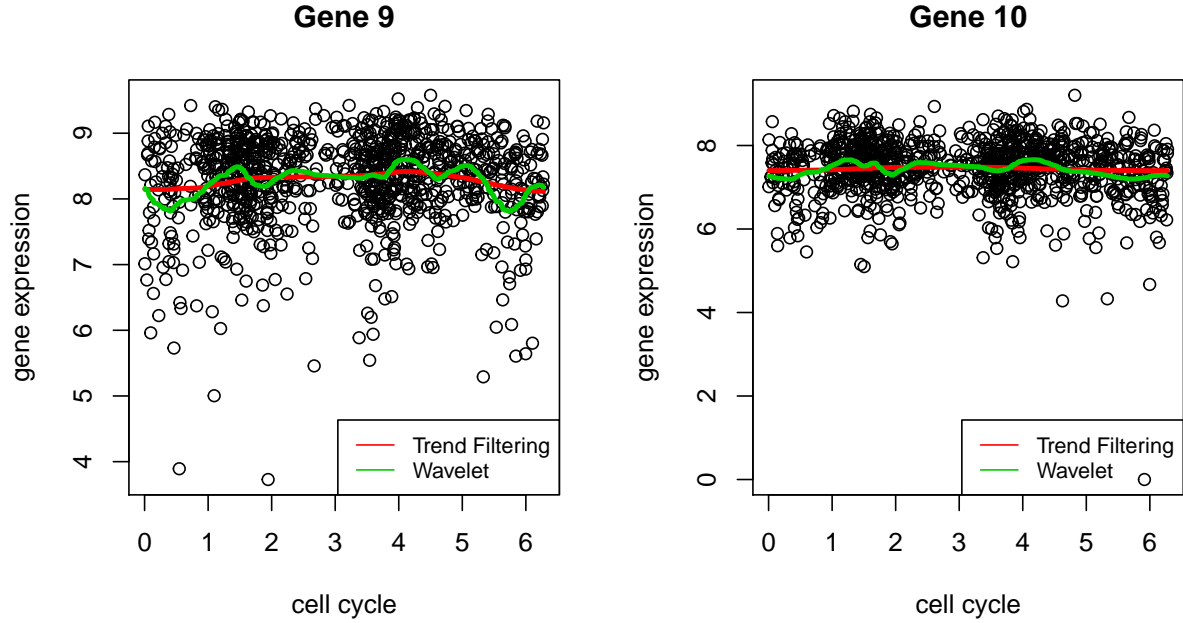 Gene 9
gene expression
9
8
7
6
5
4
0 1 2 3 4 5 6
cell cycle
Trend Filtering
Wavelet
Gene 10
gene expression
8
6
4
2
0
0 1 2 3 4 5 6
cell cycle
Trend Filtering
Wavelet